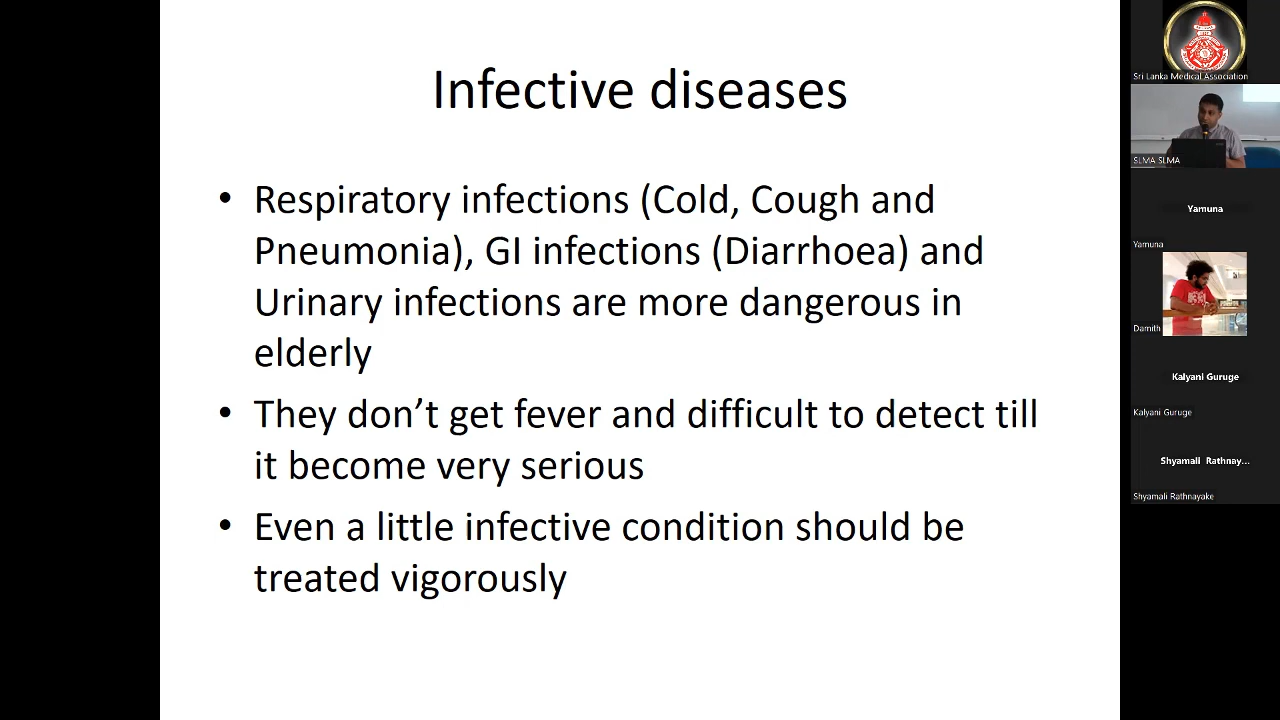 Infective diseases
• Respiratory infections (Cold, Cough and
Pneumonia), GI infections (Diarrhoea) and
Urinary infections are more dangerous in
elderly
• They don’t get fever and difficult to detect till
it become very serious
• Even a little infective condition should be
treated vigorously
Sri Lanka Medical Association
SLMA SLMA
Yamuna
Yamuna
Damith
Kalyani Guruge
Kalyani Guruge
Shyamali Rathnay...
Shyamali Rathnayake